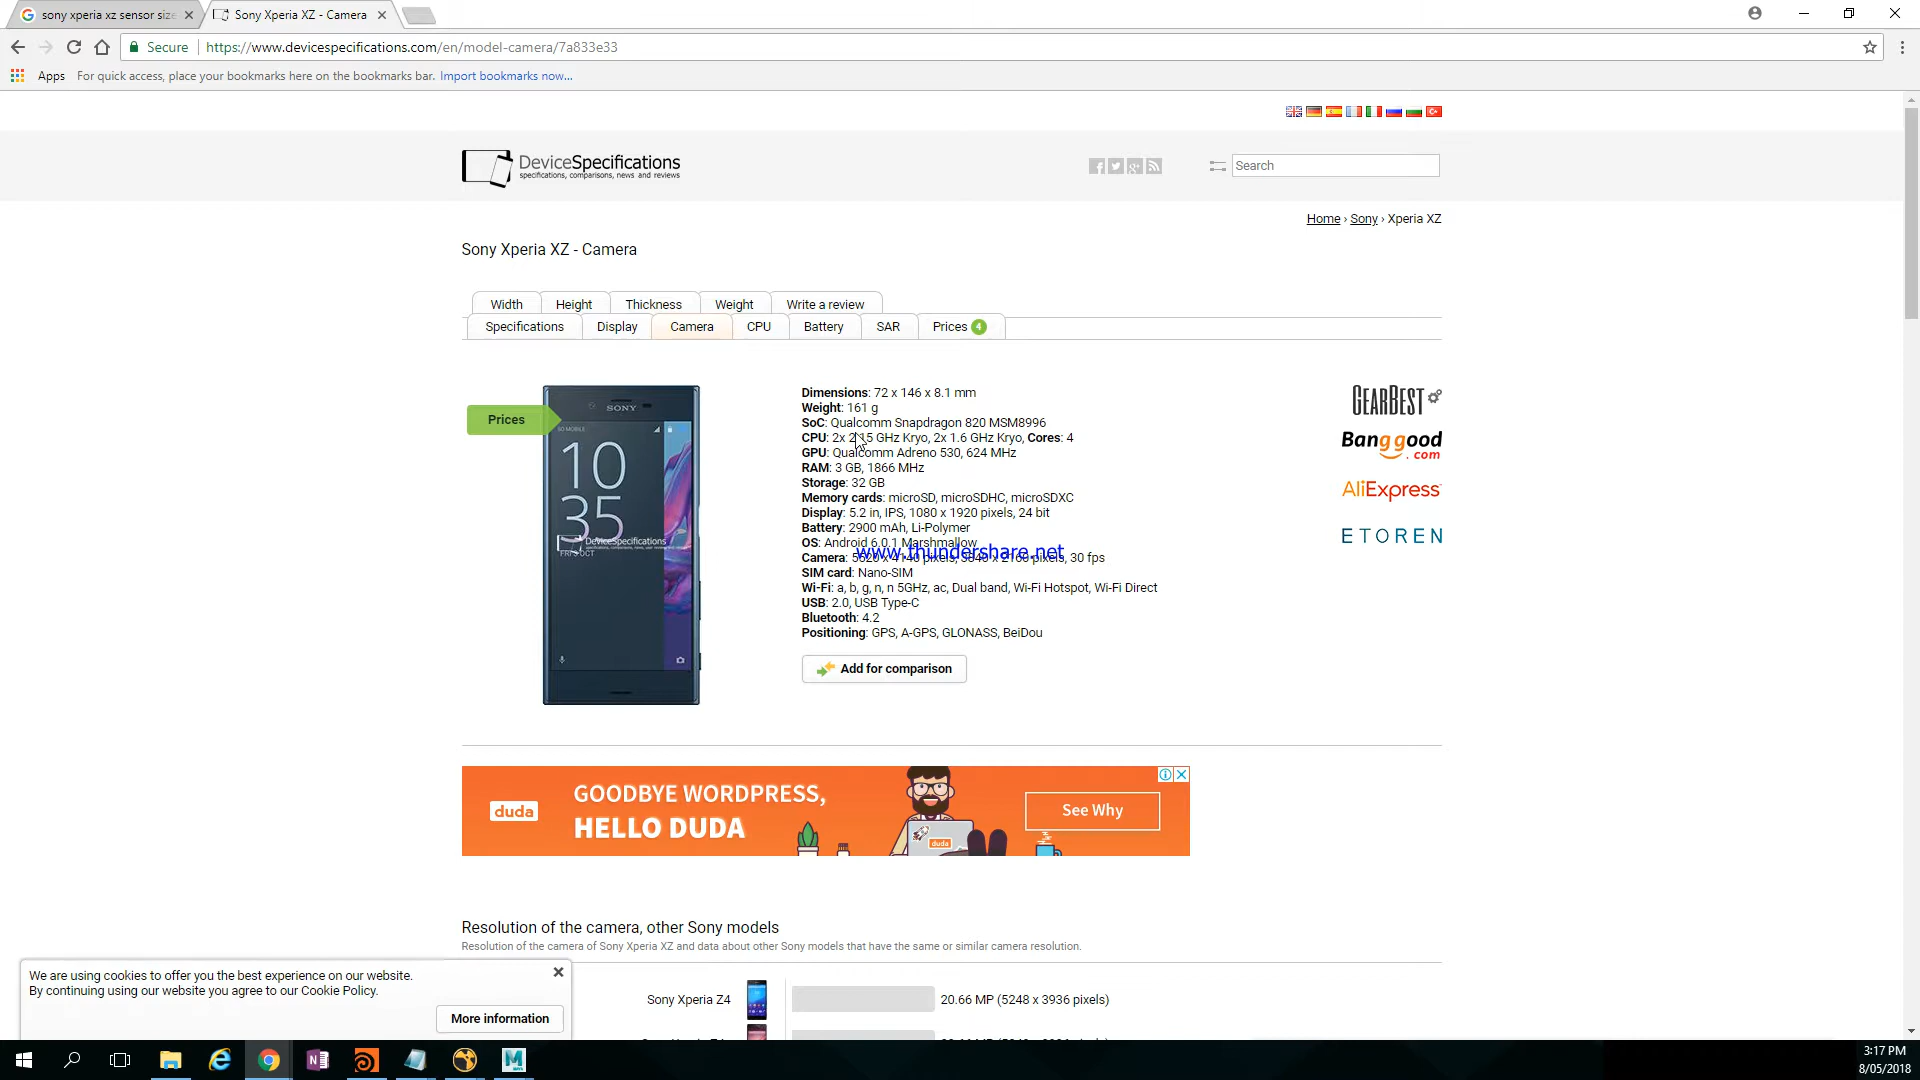 sony xperia xz sensor size
Sony Xperia XZ - Camera
Secure
https://www.devicespecifications.com/en/model-camera/7a833e33
Apps
For quick access, place your bookmarks here on the bookmarks bar. Import bookmarks now...
DeviceSpecifications
specifications, comparisons, news and reviews
Search
Home › Sony › Xperia XZ
Sony Xperia XZ - Camera
Width
Height
Thickness
Weight
Write a review
Specifications
Display
Camera
CPU
Battery
SAR
Prices 4
Prices
SONY
10
35
DeviceSpecifications
Dimensions: 72 x 146 x 8.1 mm
Weight: 161 g
SoC: Qualcomm Snapdragon 820 MSM8996
CPU: 2x 2.15 GHz Kryo, 2x 1.6 GHz Kryo, Cores: 4
GPU: Qualcomm Adreno 530, 624 MHz
RAM: 3 GB, 1866 MHz
Storage: 32 GB
Memory cards: microSD, microSDHC, microSDXC
Display: 5.2 in, IPS, 1080 x 1920 pixels, 24 bit
Battery: 2900 mAh, Li-Polymer
OS: Android 6.0.1 Marshmallow
www.thundershare.net
Camera: 5520 x 4140 pixels, 3840 x 2160 pixels, 30 fps
SIM card: Nano-SIM
Wi-Fi: a, b, g, n, n 5GHz, ac, Dual band, Wi-Fi Hotspot, Wi-Fi Direct
USB: 2.0, USB Type-C
Bluetooth: 4.2
Positioning: GPS, A-GPS, GLONASS, BeiDou
Add for comparison
GEARBEST
Banggood
.com
AliExpress
ETOREN
duda
GOODBYE WORDPRESS,
HELLO DUDA
duda
See Why
Resolution of the camera, other Sony models
Resolution of the camera of Sony Xperia XZ and data about other Sony models that have the same or similar camera resolution.
Sony Xperia Z4
20.66 MP (5248 x 3936 pixels)
We are using cookies to offer you the best experience on our website.
By continuing using our website you agree to our Cookie Policy.
More information
3:17 PM
8/05/2018